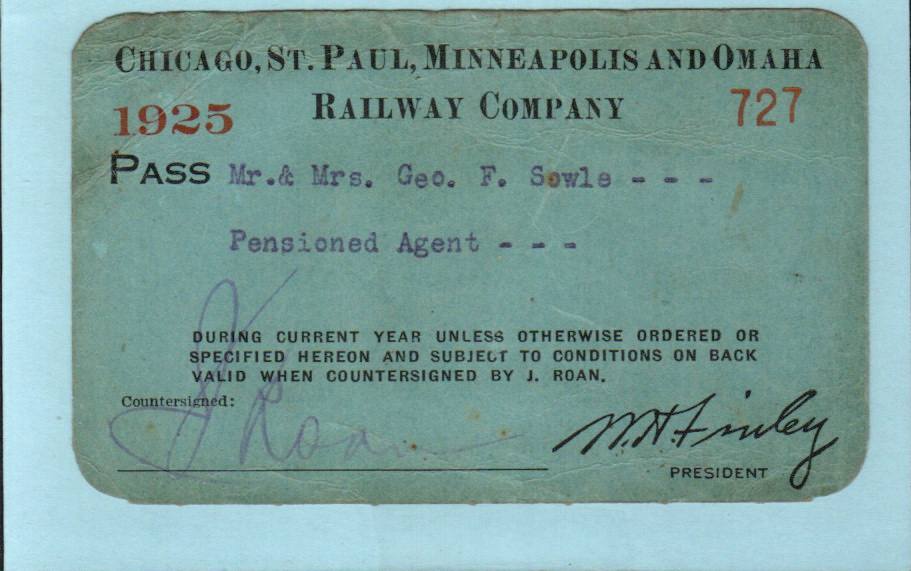 CHICAGO, ST. PAUL, MINNEAPOLIS AND OMAHA
RAILWAY COMPANY
1925
727
PASS Mr.& Mrs. Geo. F. Sowle - - -
Pensioned Agent - - -
DURING CURRENT YEAR UNLESS OTHERWISE ORDERED OR
SPECIFIED HEREON AND SUBJECT TO CONDITIONS ON BACK
VALID WHEN COUNTERSIGNED BY J. ROAN.
Countersigned:
J Roan
W.H.Finley
PRESIDENT